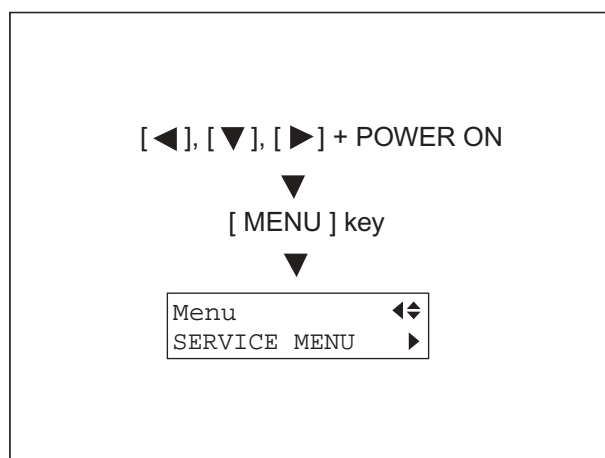 [ ◀ ], [ ▼ ], [ ▶ ] + POWER ON
▼
[ MENU ] key
▼
Menu ◀◆
SERVICE MENU ▶